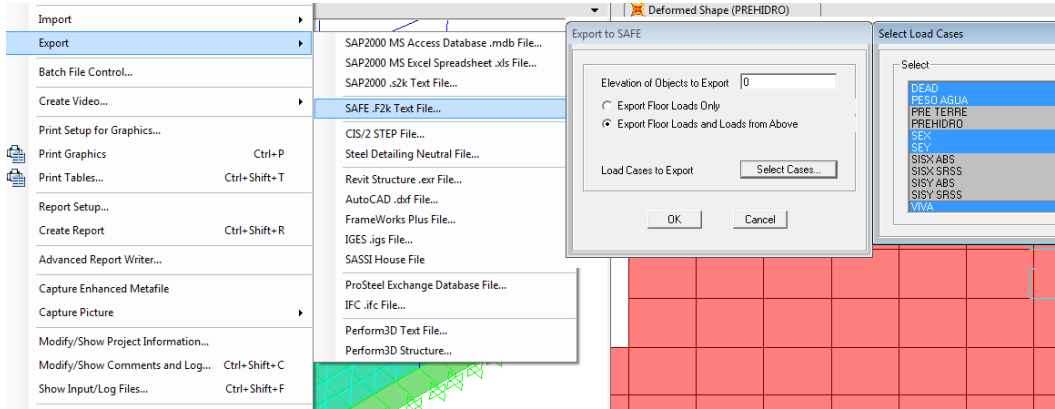 Import
Export
Batch File Control...
Create Video...
Print Setup for Graphics...
Print Graphics Ctrl+P
Print Tables... Ctrl+Shift+T
Report Setup...
Create Report Ctrl+Shift+R
Advanced Report Writer...
Capture Enhanced Metafile
Capture Picture
Modify/Show Project Information...
Modify/Show Comments and Log... Ctrl+Shift+C
Show Input/Log Files... Ctrl+Shift+F
SAP2000 MS Access Database .mdb File...
SAP2000 MS Excel Spreadsheet .xls File...
SAP2000 .s2k Text File...
SAFE .F2k Text File...
CIS/2 STEP File...
Steel Detailing Neutral File...
Revit Structure .exr File...
AutoCAD .dxf File...
FrameWorks Plus File...
IGES .igs File...
SASSI House File
ProSteel Exchange Database File...
IFC .ifc File...
Perform3D Text File...
Perform3D Structure...
Deformed Shape (PREHIDRO)
Export to SAFE
Elevation of Objects to Export 0
Export Floor Loads Only
Export Floor Loads and Loads from Above
Load Cases to Export Select Cases...
OK Cancel
Select Load Cases
Select
DEAD
PESO AGUA
PRE TERRE
PREHIDRO
SEX
SEY
SISX ABS
SISX SRSS
SISY ABS
SISY SRSS
VIVA